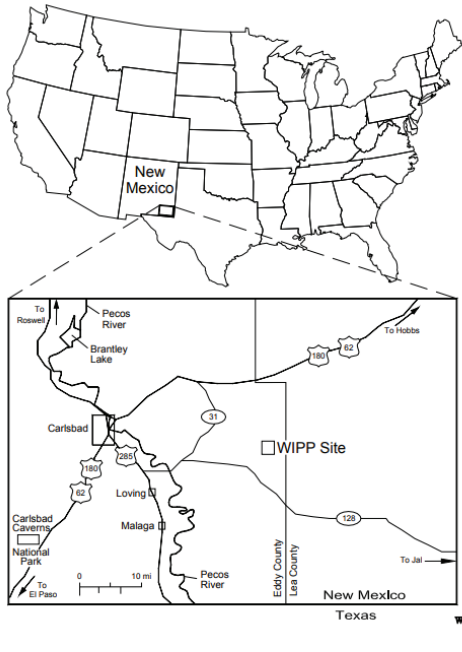 New
Mexico
To
Roswell
Pecos
River
Brantley
Lake
To Hobbs
180
62
Carlsbad
31
WIPP Site
285
180
62
Loving
128
Malaga
Carlsbad
Caverns
National
Park
To Jal
To
El Paso
0 10 mi
Pecos
River
Eddy County
Lea County
New Mexico
Texas